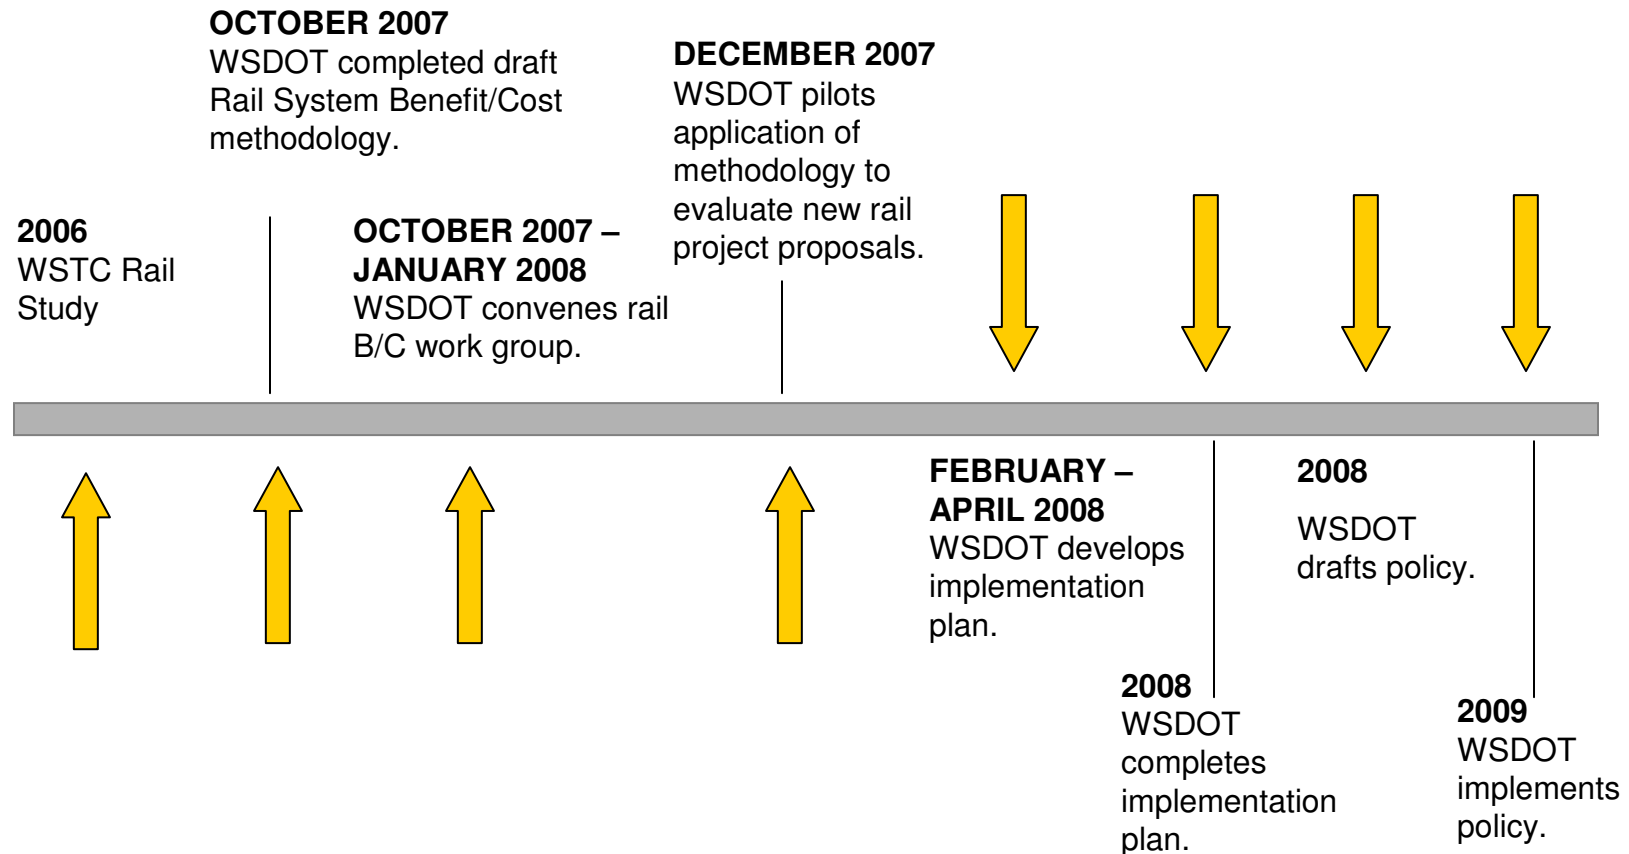 2006
WSTC Rail
Study
OCTOBER 2007
WSDOT completed draft
Rail System Benefit/Cost
methodology.
OCTOBER 2007 –
JANUARY 2008
WSDOT convenes rail
B/C work group.
DECEMBER 2007
WSDOT pilots
application of
methodology to
evaluate new rail
project proposals.
FEBRUARY –
APRIL 2008
WSDOT develops
implementation
plan.
2008
WSDOT
completes
implementation
plan.
2008
WSDOT
drafts policy.
2009
WSDOT
implements
policy.